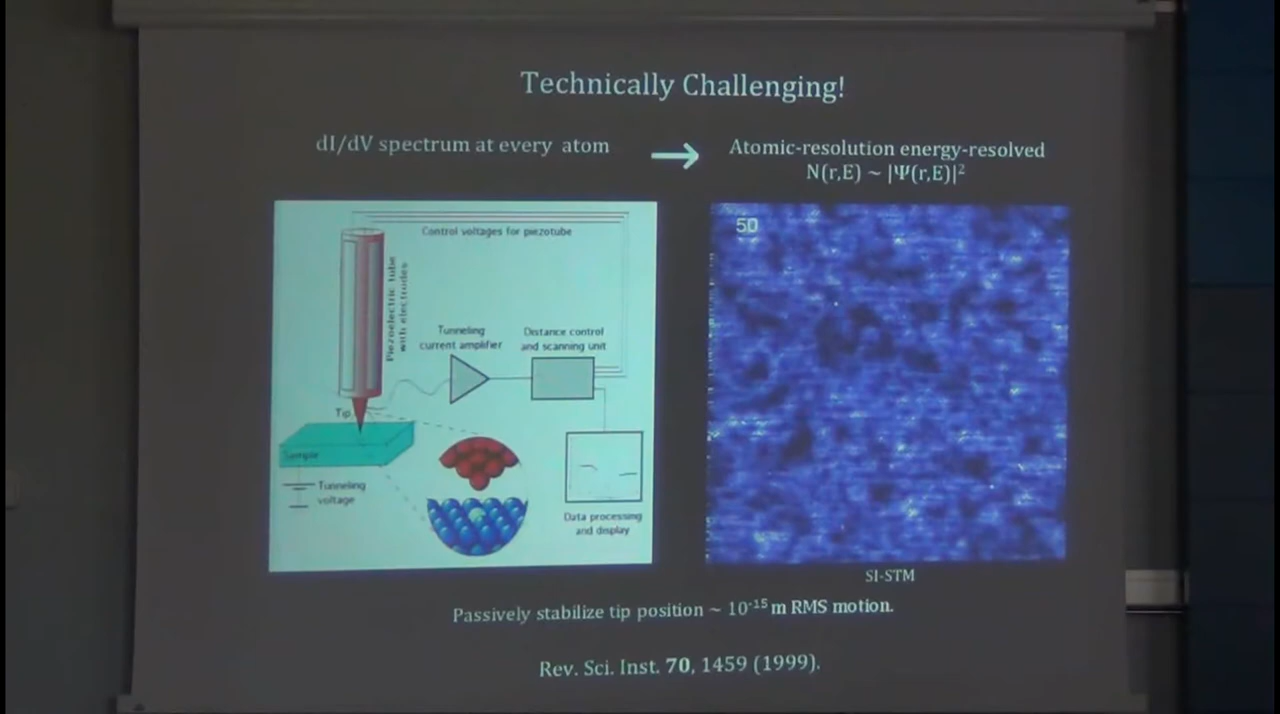 Technically Challenging!
dI/dV spectrum at every atom
→
Atomic-resolution energy-resolved
N(r,E) ~ |Ψ(r,E)|²
Control voltages for piezotube
Piezoelectric tube
with electrodes
Tunneling
current amplifier
Distance control
and scanning unit
Tip
Sample
Tunneling
voltage
Data processing
and display
50
SI-STM
Passively stabilize tip position ~ 10⁻¹⁵ m RMS motion.
Rev. Sci. Inst. 70, 1459 (1999).